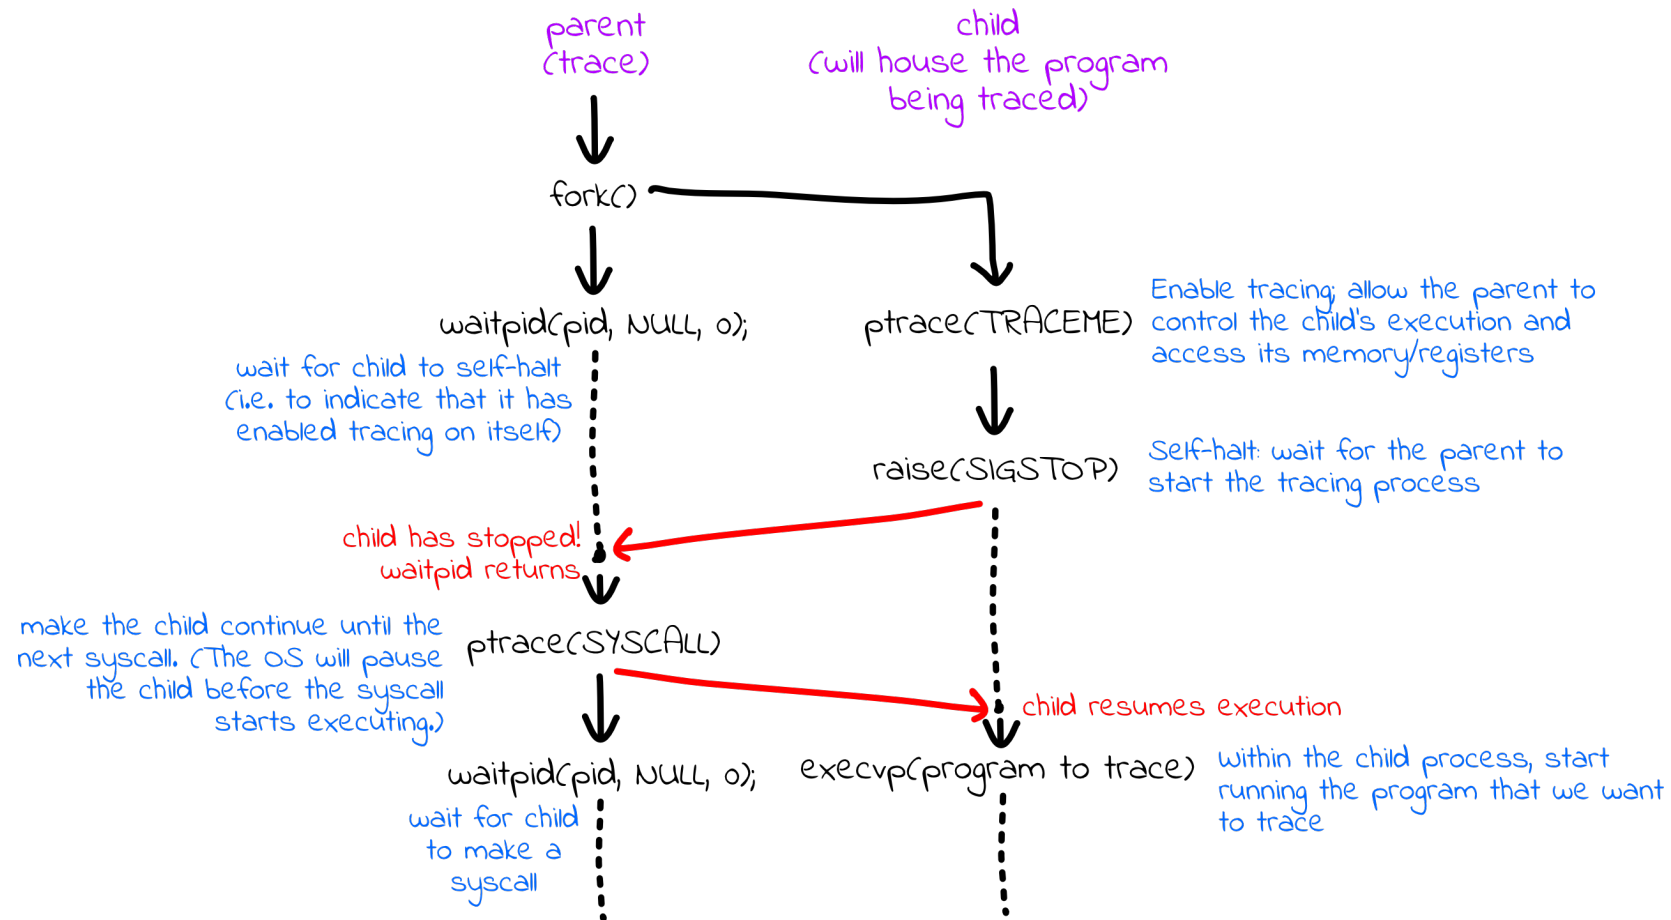 parent
(trace)
child
(will house the program
being traced)
fork()
waitpid(pid, NULL, 0);
wait for child to self-halt
(i.e. to indicate that it has
enabled tracing on itself)
ptrace(TRACEME)
Enable tracing; allow the parent to
control the child's execution and
access its memory/registers
raise(SIGSTOP)
Self-halt: wait for the parent to
start the tracing process
child has stopped!
waitpid returns
make the child continue until the
next syscall. (The OS will pause
the child before the syscall
starts executing.)
ptrace(SYSCALL)
child resumes execution
waitpid(pid, NULL, 0);
wait for child
to make a
syscall
execvp(program to trace)
within the child process, start
running the program that we want
to trace